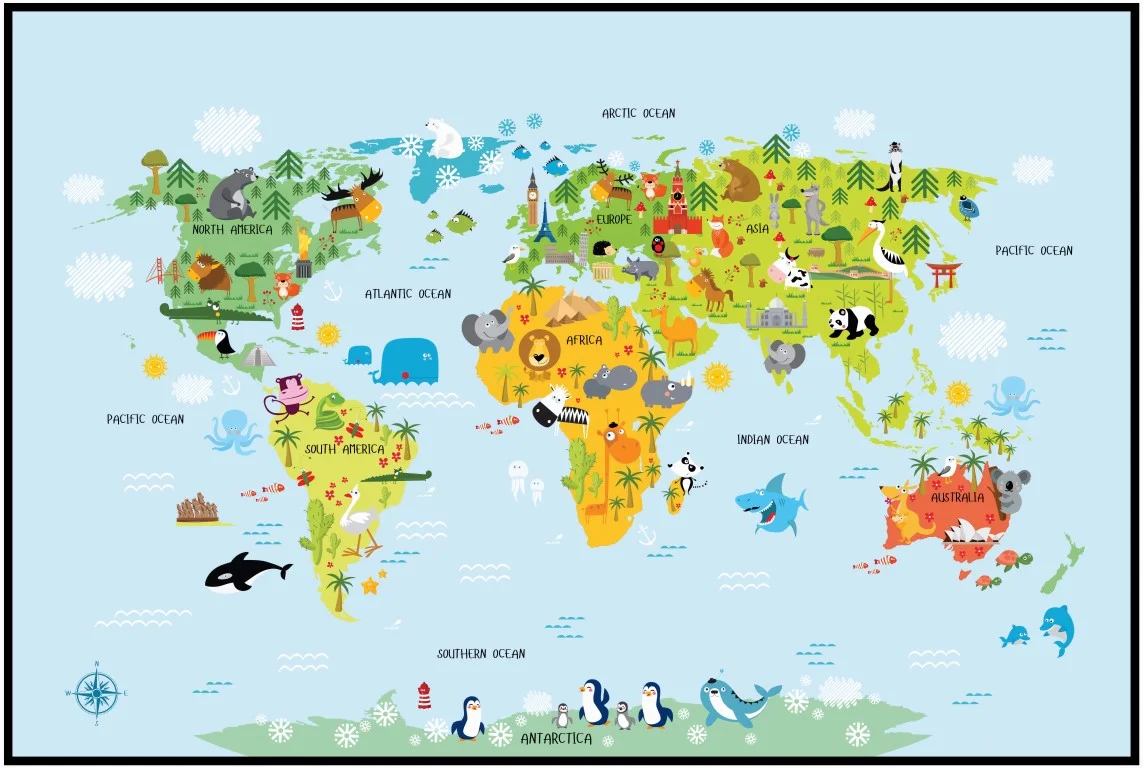 ARCTIC OCEAN
NORTH AMERICA
EUROPE
ASIA
PACIFIC OCEAN
ATLANTIC OCEAN
AFRICA
PACIFIC OCEAN
SOUTH AMERICA
INDIAN OCEAN
AUSTRALIA
SOUTHERN OCEAN
N
W
E
S
ANTARCTICA